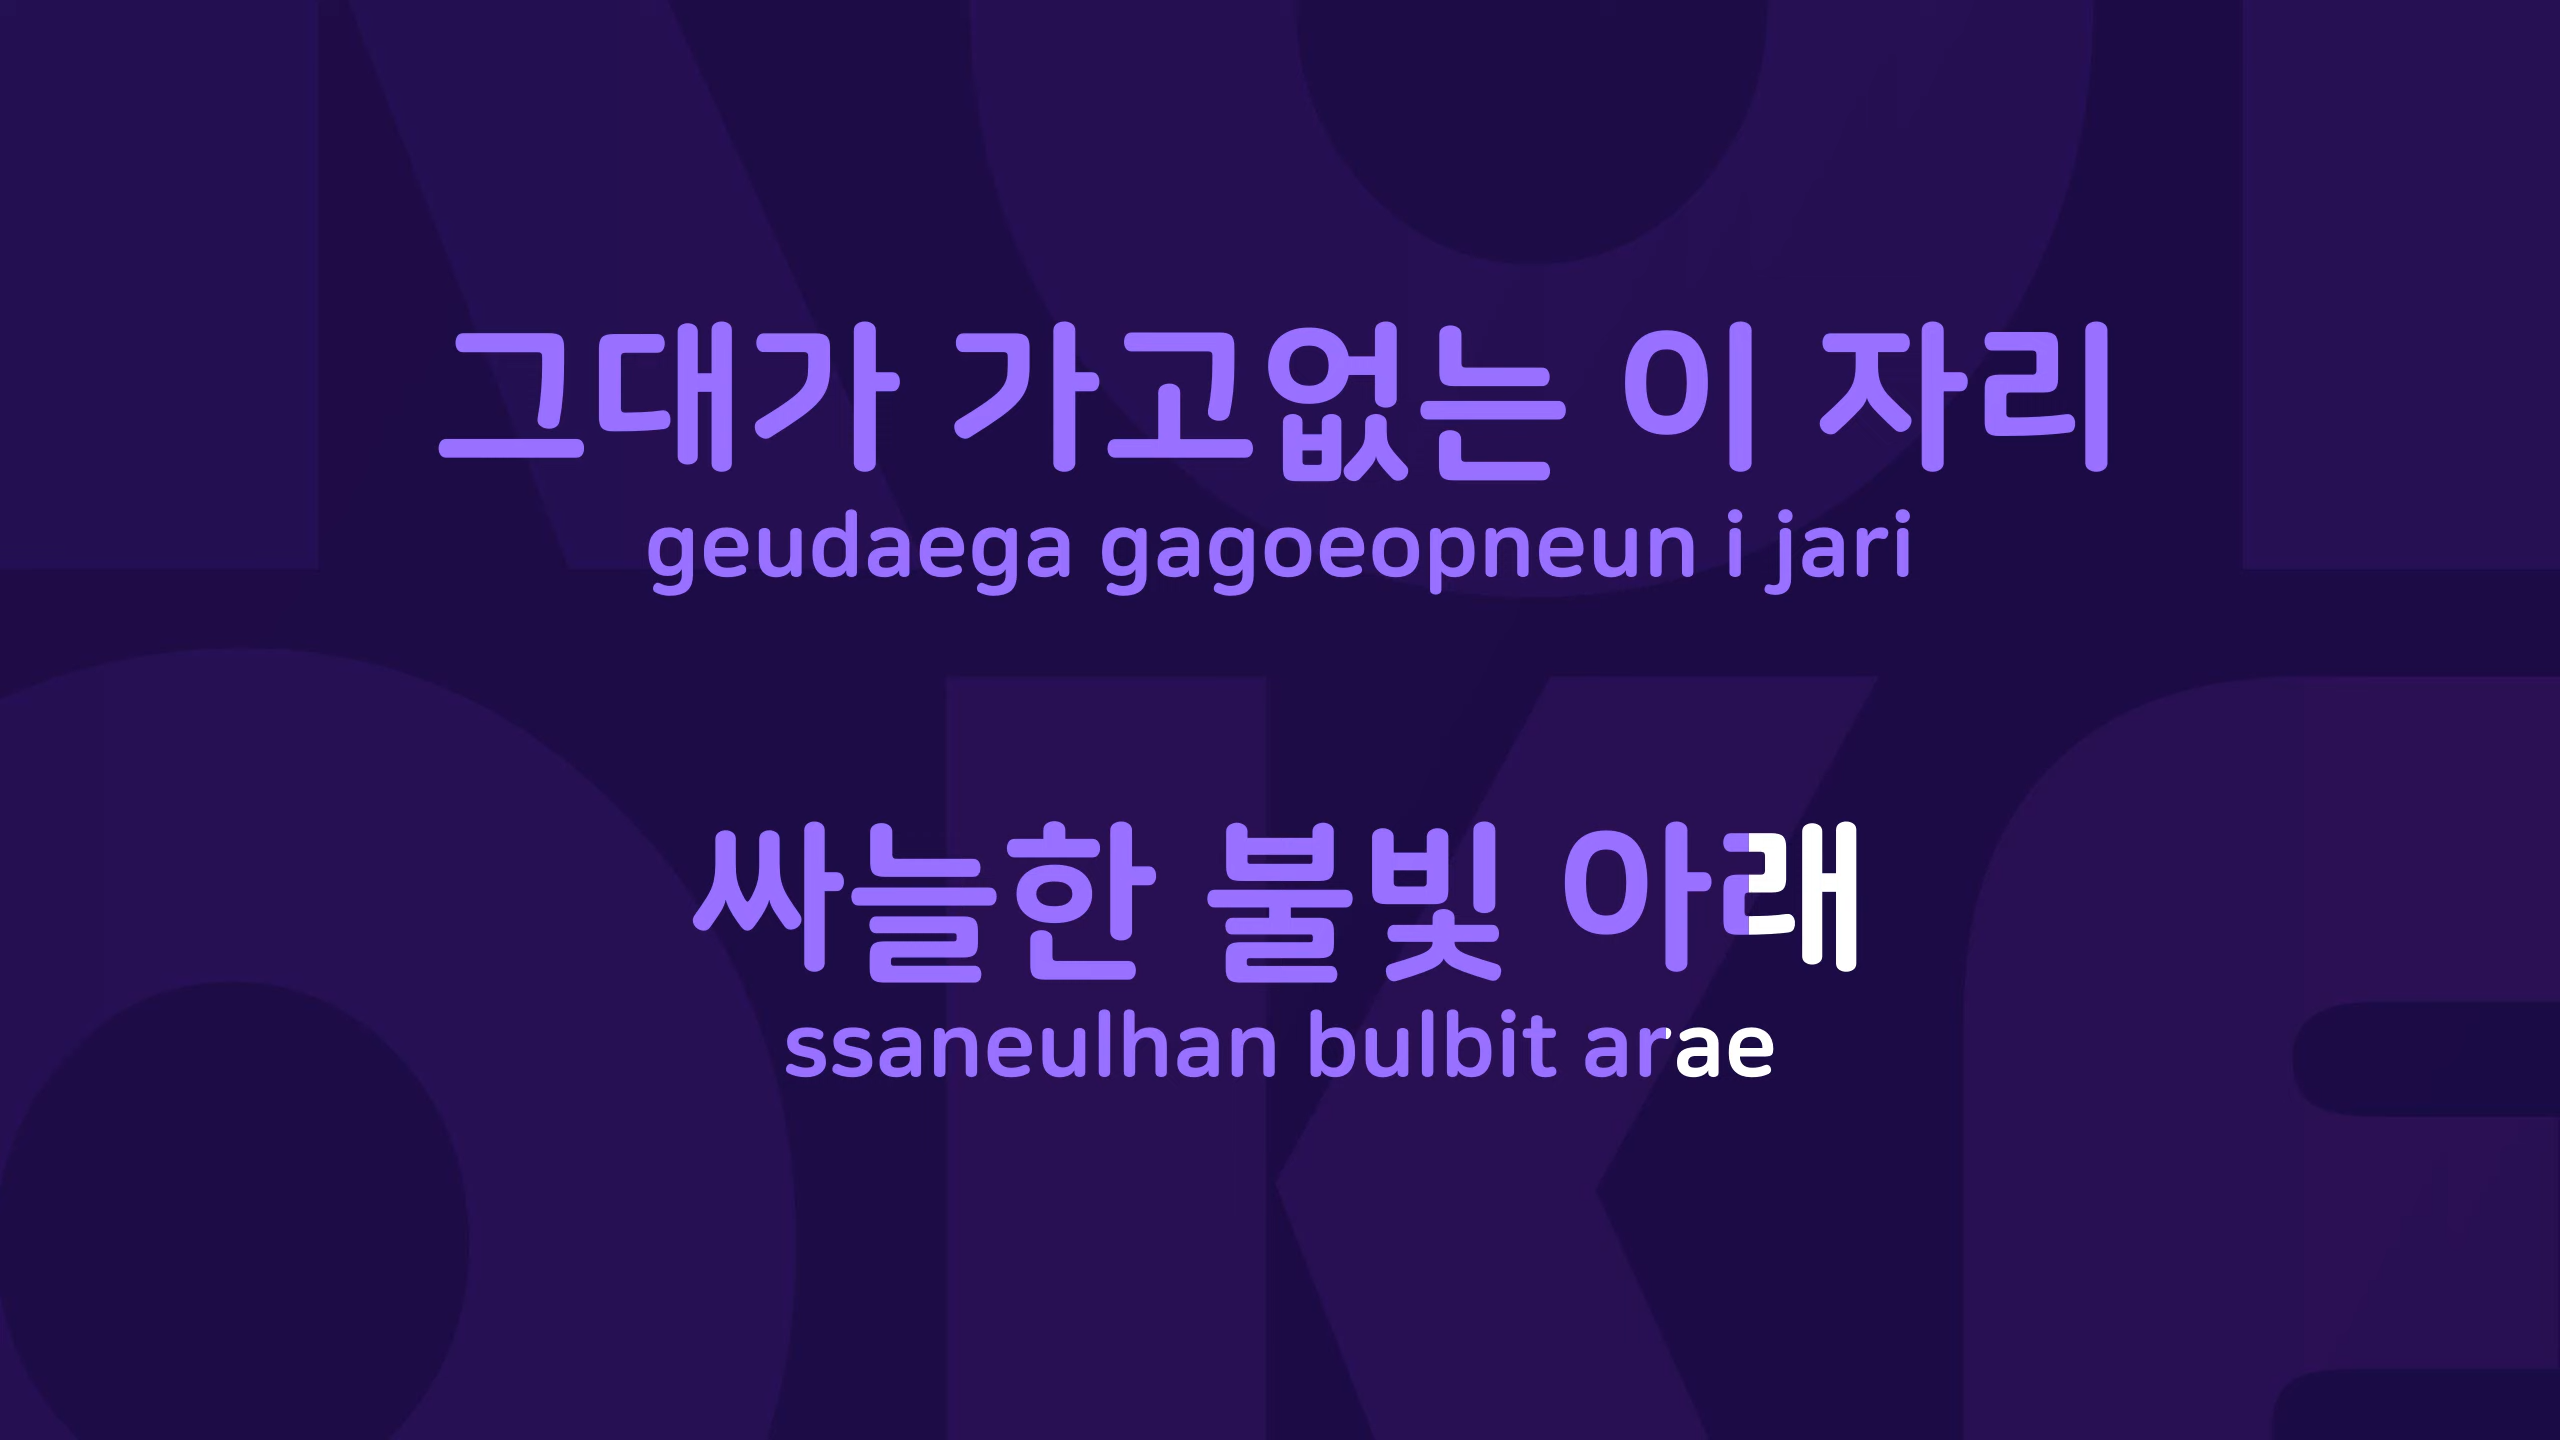 그대가 가고없는 이 자리
geudaega gagoeopneun i jari
싸늘한 불빛 아래
ssaneulhan bulbit arae